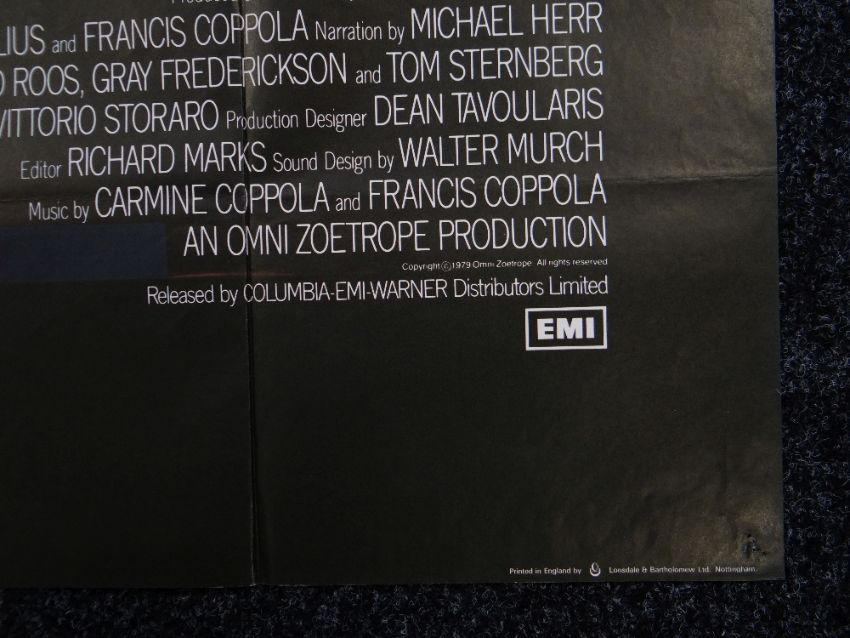 LIUS and FRANCIS COPPOLA Narration by MICHAEL HERR
ROOS, GRAY FREDERICKSON and TOM STERNBERG
VITTORIO STORARO Production Designer DEAN TAVOULARIS
Editor RICHARD MARKS Sound Design by WALTER MURCH
Music by CARMINE COPPOLA and FRANCIS COPPOLA
AN OMNI ZOETROPE PRODUCTION
Copyright © 1979 Omni Zoetrope. All rights reserved
Released by COLUMBIA-EMI-WARNER Distributors Limited
EMI
Printed in England by Lonsdale & Bartholomew Ltd. Nottingham.